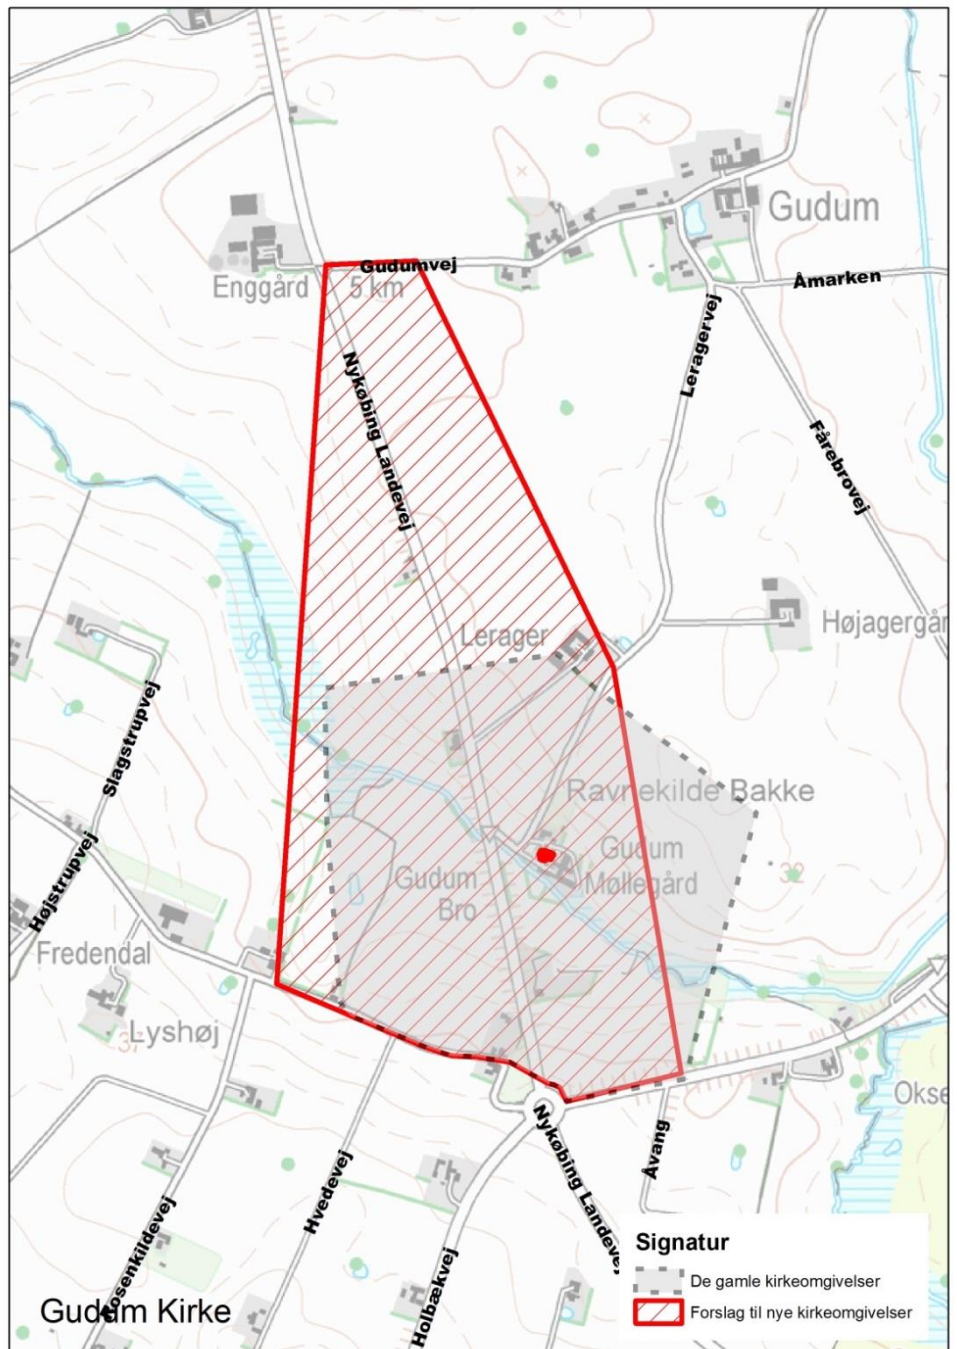 Gudum
Gudumvej
Enggård
5 km
Åmarken
Leragervej
Nykøbing Landevej
Fårebrovej
Højagergår
Lerager
Slagstrupvej
Ravnekilde Bakke
Højstrupvej
Gudum
Møllegård
32
Gudum
Bro
Fredendal
Lyshøj
37
Okse
Nykøbing Landevej
Åvang
Hvedevej
Rosenkildevej
Holbækvej
Gudum Kirke
Signatur
De gamle kirkeomgivelser
Forslag til nye kirkeomgivelser